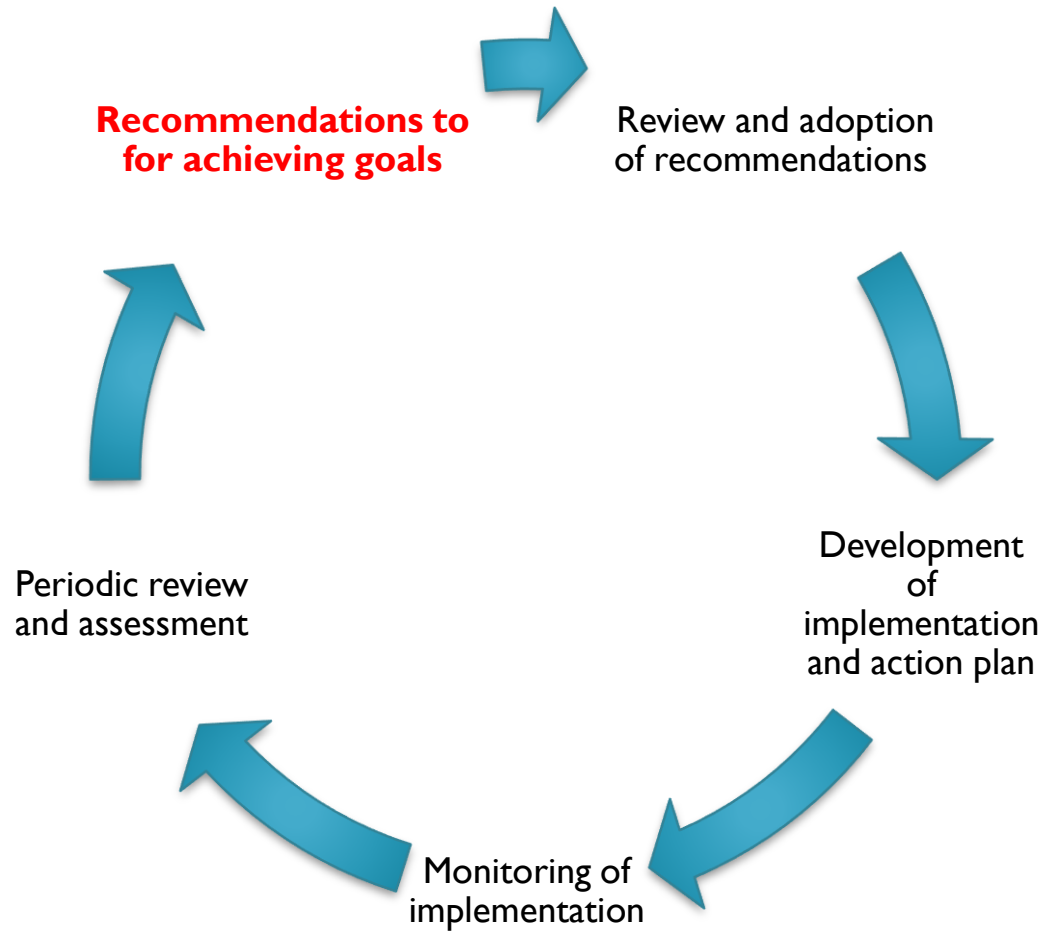 Recommendations to
for achieving goals
Review and adoption
of recommendations
Development
of
implementation
and action plan
Monitoring of
implementation
Periodic review
and assessment